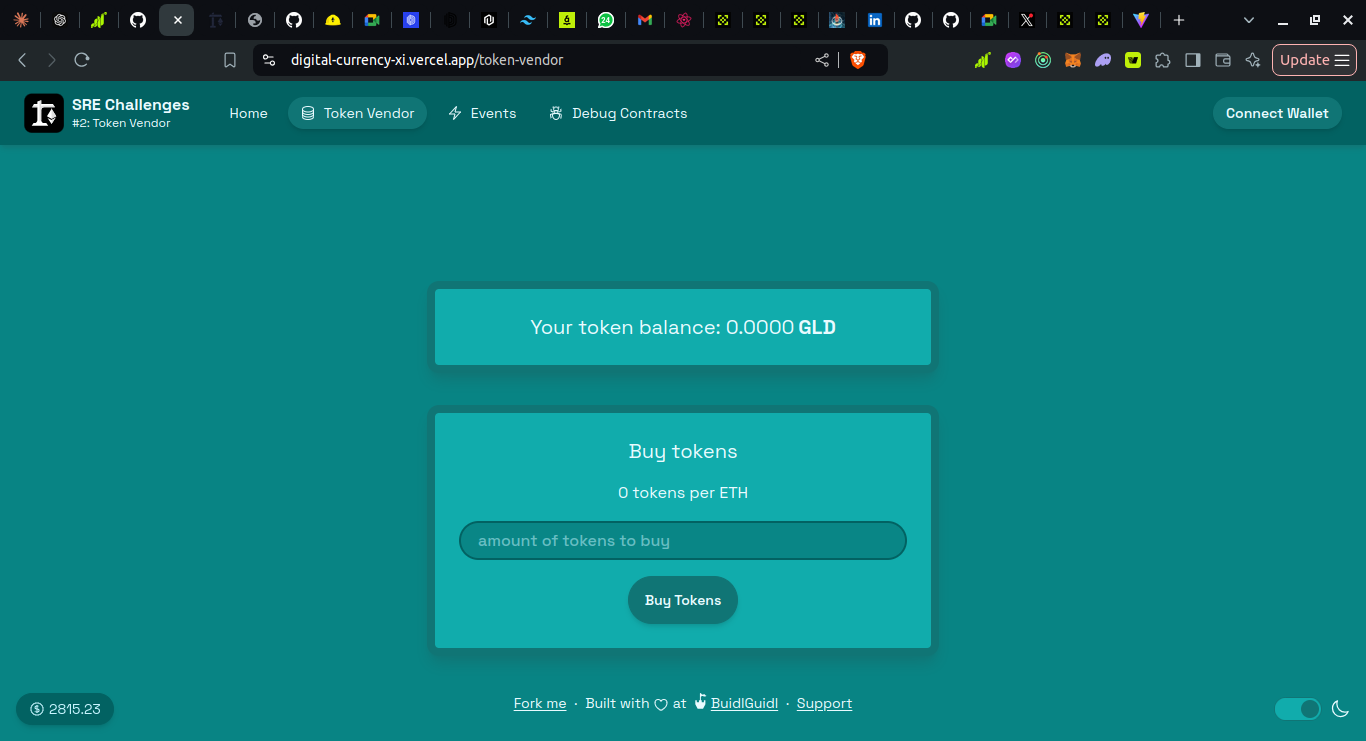 24
digital-currency-xi.vercel.app/token-vendor
Update
SRE Challenges
#2: Token Vendor
Home
Token Vendor
Events
Debug Contracts
Connect Wallet
Your token balance: 0.0000 GLD
Buy tokens
0 tokens per ETH
amount of tokens to buy
Buy Tokens
2815.23
Fork me · Built with at BuidlGuidl · Support